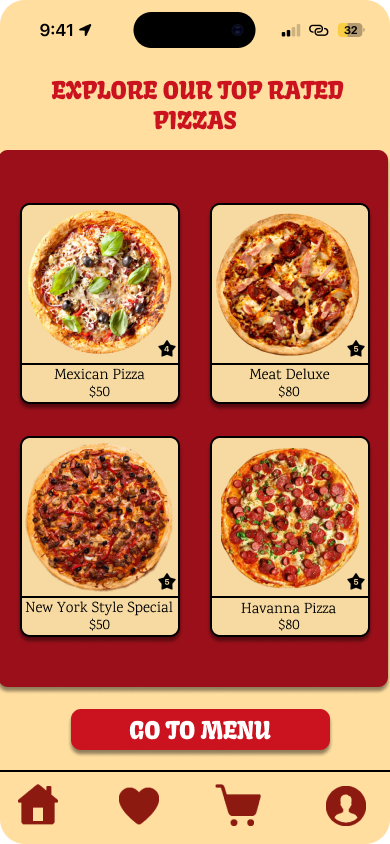 9:41
32
EXPLORE OUR TOP RATED
PIZZAS
4
5
Mexican Pizza
Meat Deluxe
$50
$80
5
5
New York Style Special
Havanna Pizza
$50
$80
GO TO MENU